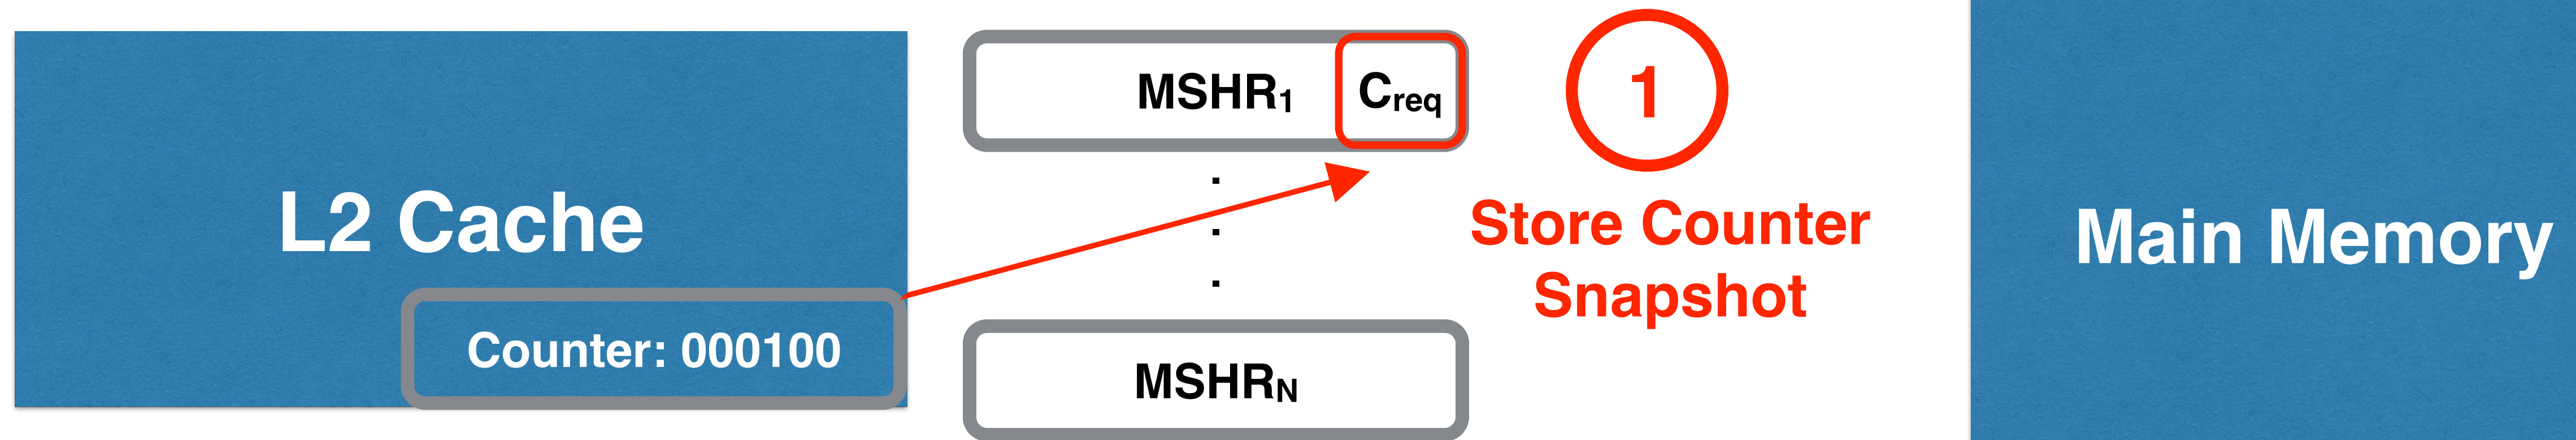 L2 Cache
Counter: 000100
MSHR1 Creq
.
.
.
MSHRN
1
Store Counter
Snapshot
Main Memory